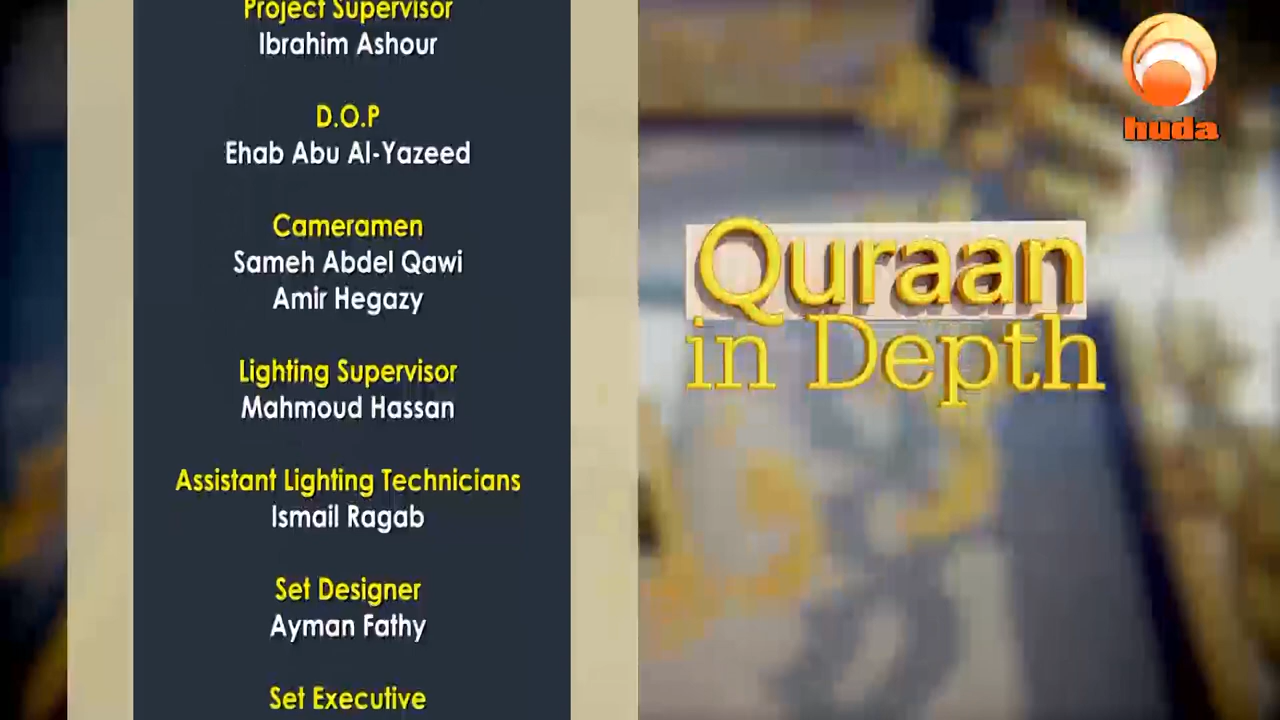 Project Supervisor
Ibrahim Ashour
D.O.P
Ehab Abu Al-Yazeed
Cameramen
Sameh Abdel Qawi
Amir Hegazy
Lighting Supervisor
Mahmoud Hassan
Assistant Lighting Technicians
Ismail Ragab
Set Designer
Ayman Fathy
Set Executive
huda
Quraan
in Depth